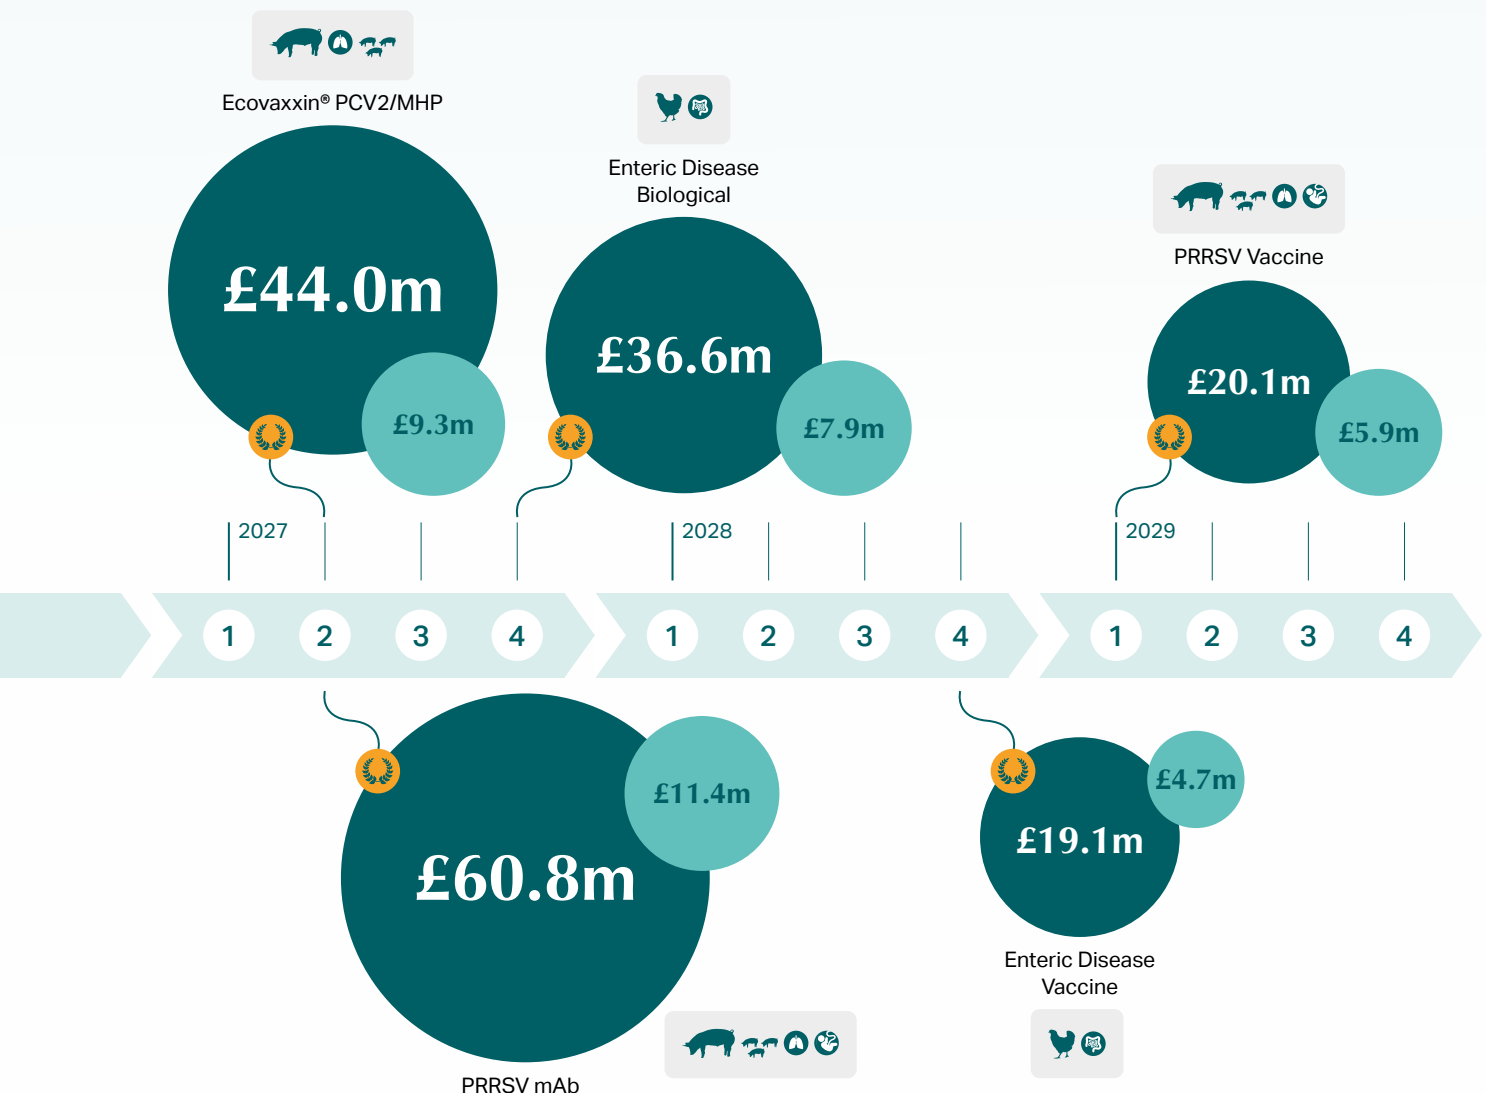 Ecovaxxin® PCV2/MHP
£44.0m
£9.3m
Enteric Disease
Biological
£36.6m
£7.9m
PRRSV Vaccine
£20.1m
£5.9m
2027
2028
2029
1
2
3
4
1
2
3
4
1
2
3
4
£60.8m
£11.4m
PRRSV mAb
£19.1m
£4.7m
Enteric Disease
Vaccine